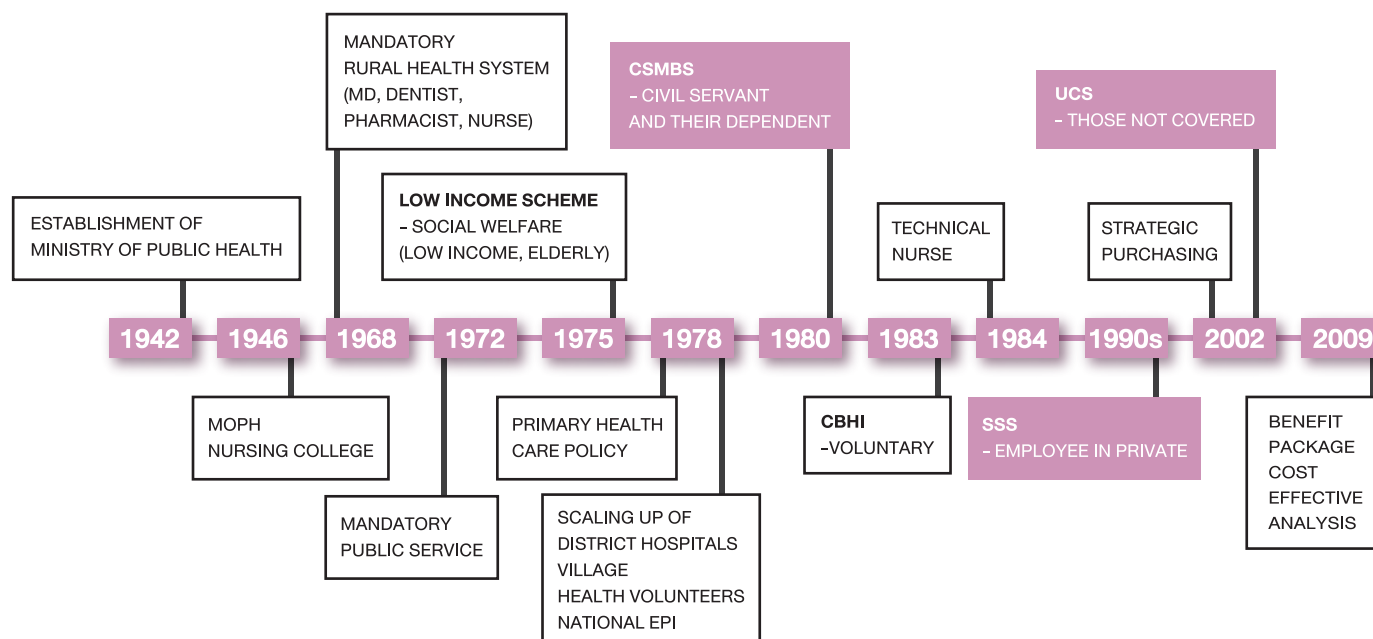 MANDATORY
RURAL HEALTH SYSTEM
(MD, DENTIST,
PHARMACIST, NURSE)
CSMBS
– CIVIL SERVANT
AND THEIR DEPENDENT
UCS
– THOSE NOT COVERED
ESTABLISHMENT OF
MINISTRY OF PUBLIC HEALTH
LOW INCOME SCHEME
– SOCIAL WELFARE
(LOW INCOME, ELDERLY)
TECHNICAL
NURSE
STRATEGIC
PURCHASING
1942 1946 1968 1972 1975 1978 1980 1983 1984 1990s 2002 2009
MOPH
NURSING COLLEGE
PRIMARY HEALTH
CARE POLICY
CBHI
–VOLUNTARY
SSS
– EMPLOYEE IN PRIVATE
BENEFIT
PACKAGE
COST
EFFECTIVE
ANALYSIS
MANDATORY
PUBLIC SERVICE
SCALING UP OF
DISTRICT HOSPITALS
VILLAGE
HEALTH VOLUNTEERS
NATIONAL EPI